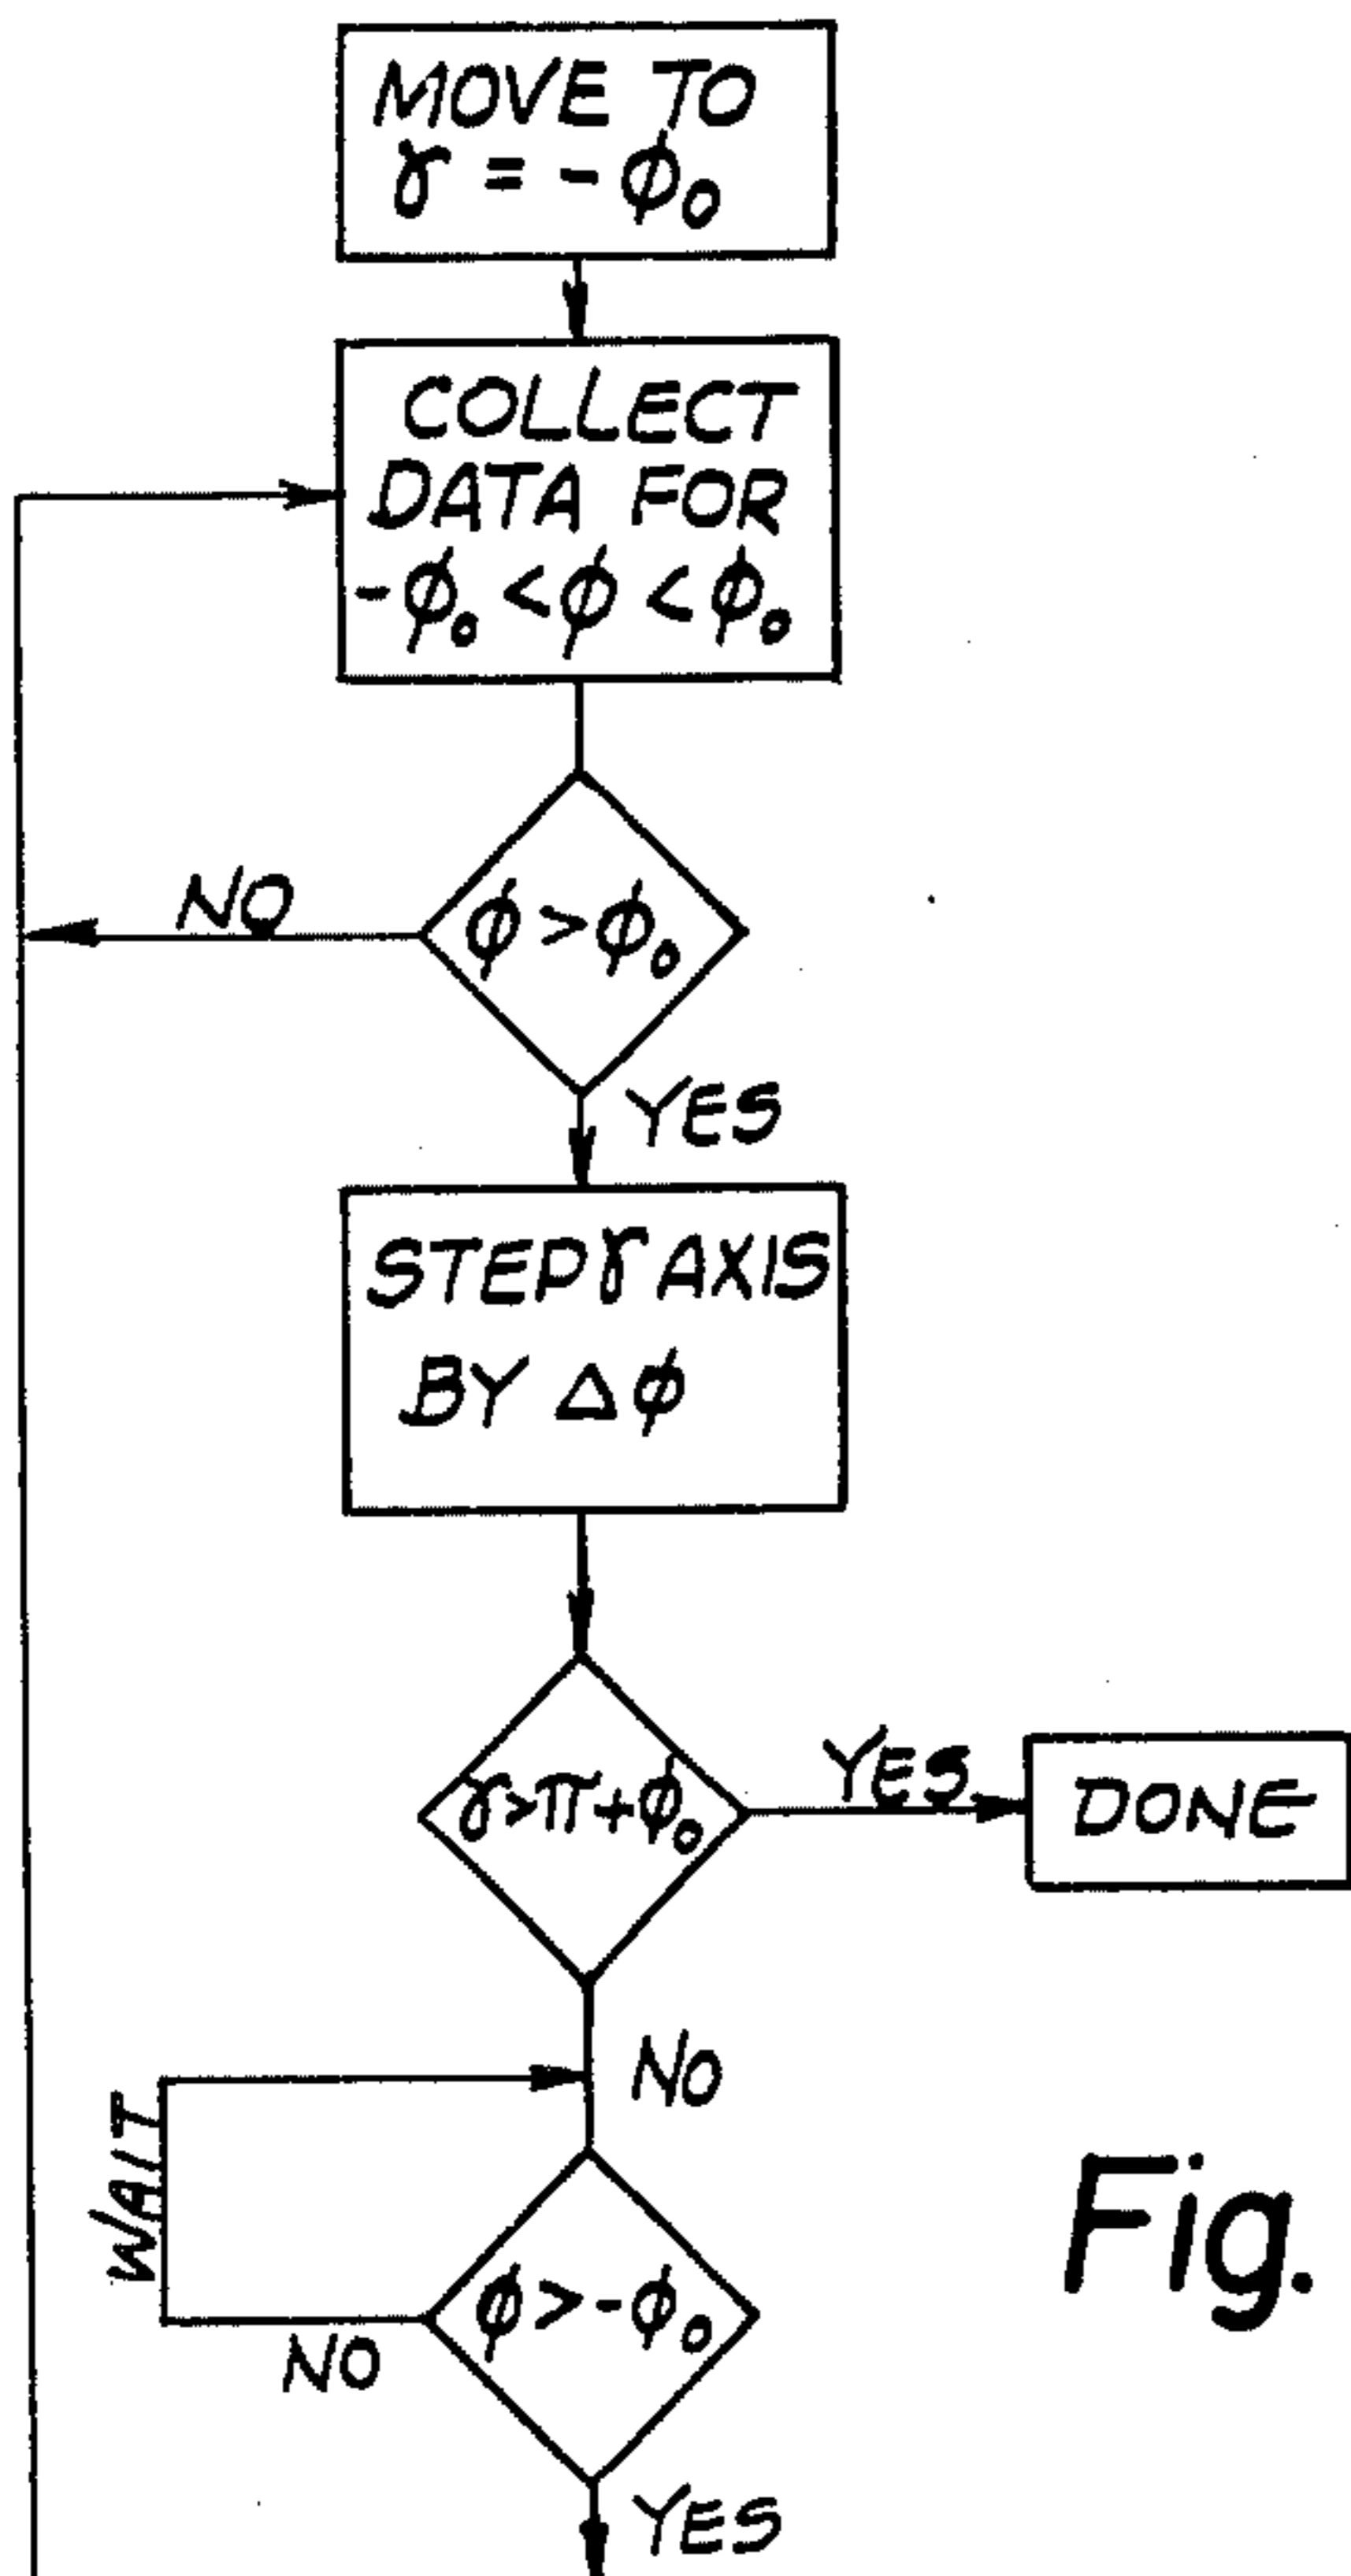 MOVE TO
γ = -ϕ₀
COLLECT
DATA FOR
-ϕ₀ < ϕ < ϕ₀
ϕ > ϕ₀
NO
YES
STEP γ AXIS
BY Δϕ
γ > π + ϕ₀
YES
DONE
NO
WAIT
ϕ > -ϕ₀
NO
YES
Fig.